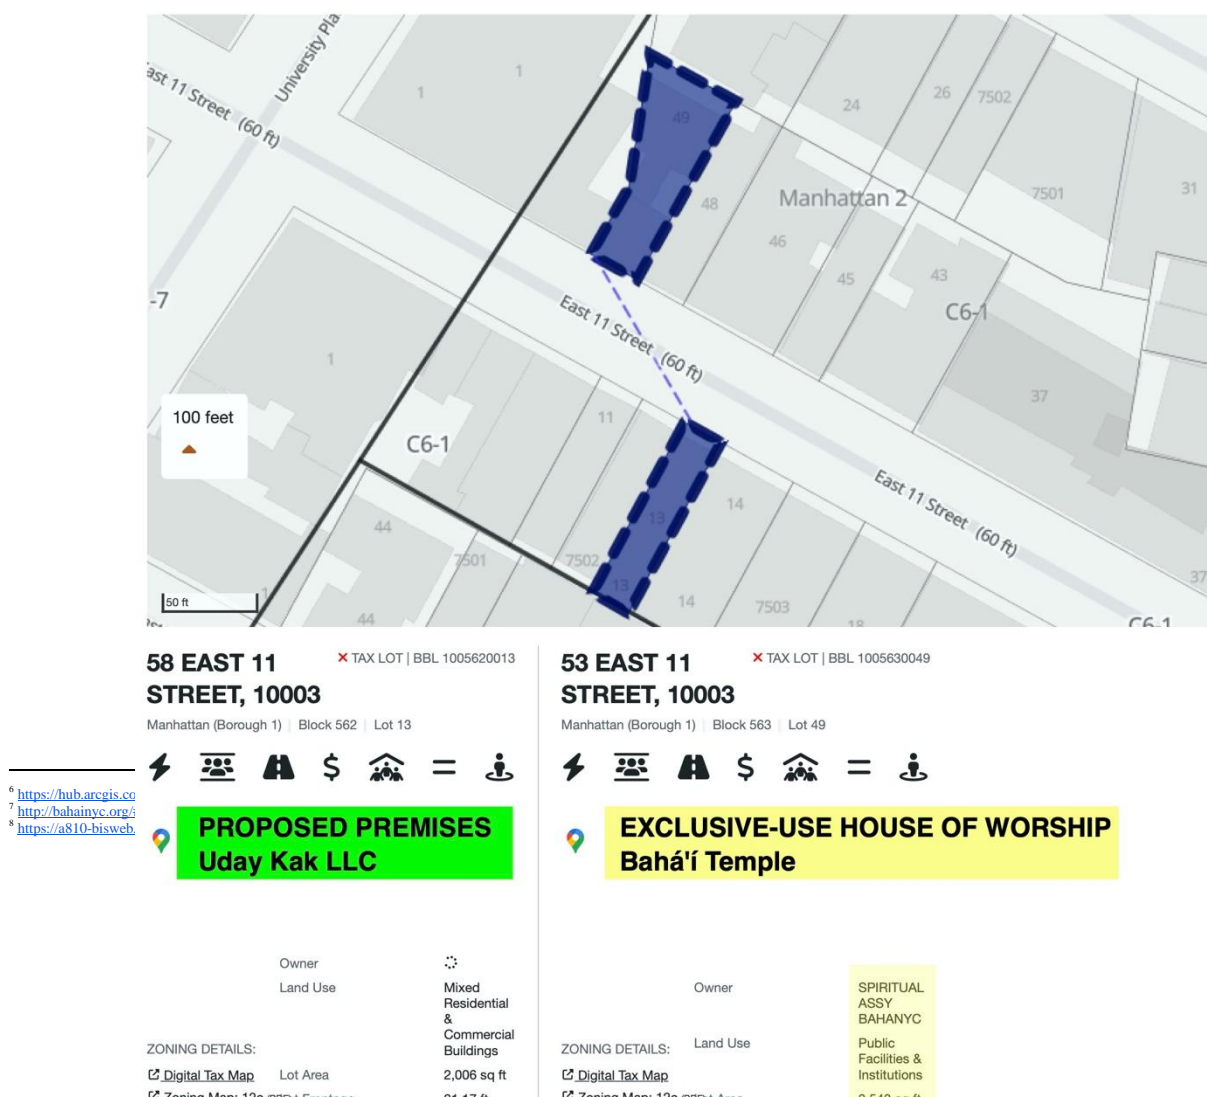 University Pla
East 11 Street (60 ft)
1
1
49
24
26
7502
7501
31
Manhattan 2
48
46
45
43
C6-1
-7
East 11 Street (60 ft)
1
100 feet
C6-1
11
37
East 11 Street (60 ft)
44
7501
7502
13
14
13
14
7503
18
37
50 ft
1
44
C6-1
58 EAST 11
STREET, 10003
✕ TAX LOT | BBL 1005620013
Manhattan (Borough 1) | Block 562 | Lot 13
53 EAST 11
STREET, 10003
✕ TAX LOT | BBL 1005630049
Manhattan (Borough 1) | Block 563 | Lot 49
6 https://hub.arcgis.co
7 http://bahainyc.org/
8 https://a810-bisweb.
PROPOSED PREMISES
Uday Kak LLC
EXCLUSIVE-USE HOUSE OF WORSHIP
Bahá'í Temple
Owner
Land Use
Mixed
Residential
&
Commercial
Buildings
ZONING DETAILS:
Digital Tax Map
Lot Area
2,006 sq ft
Owner
SPIRITUAL
ASSY
BAHANYC
Land Use
Public
Facilities &
Institutions
ZONING DETAILS:
Digital Tax Map